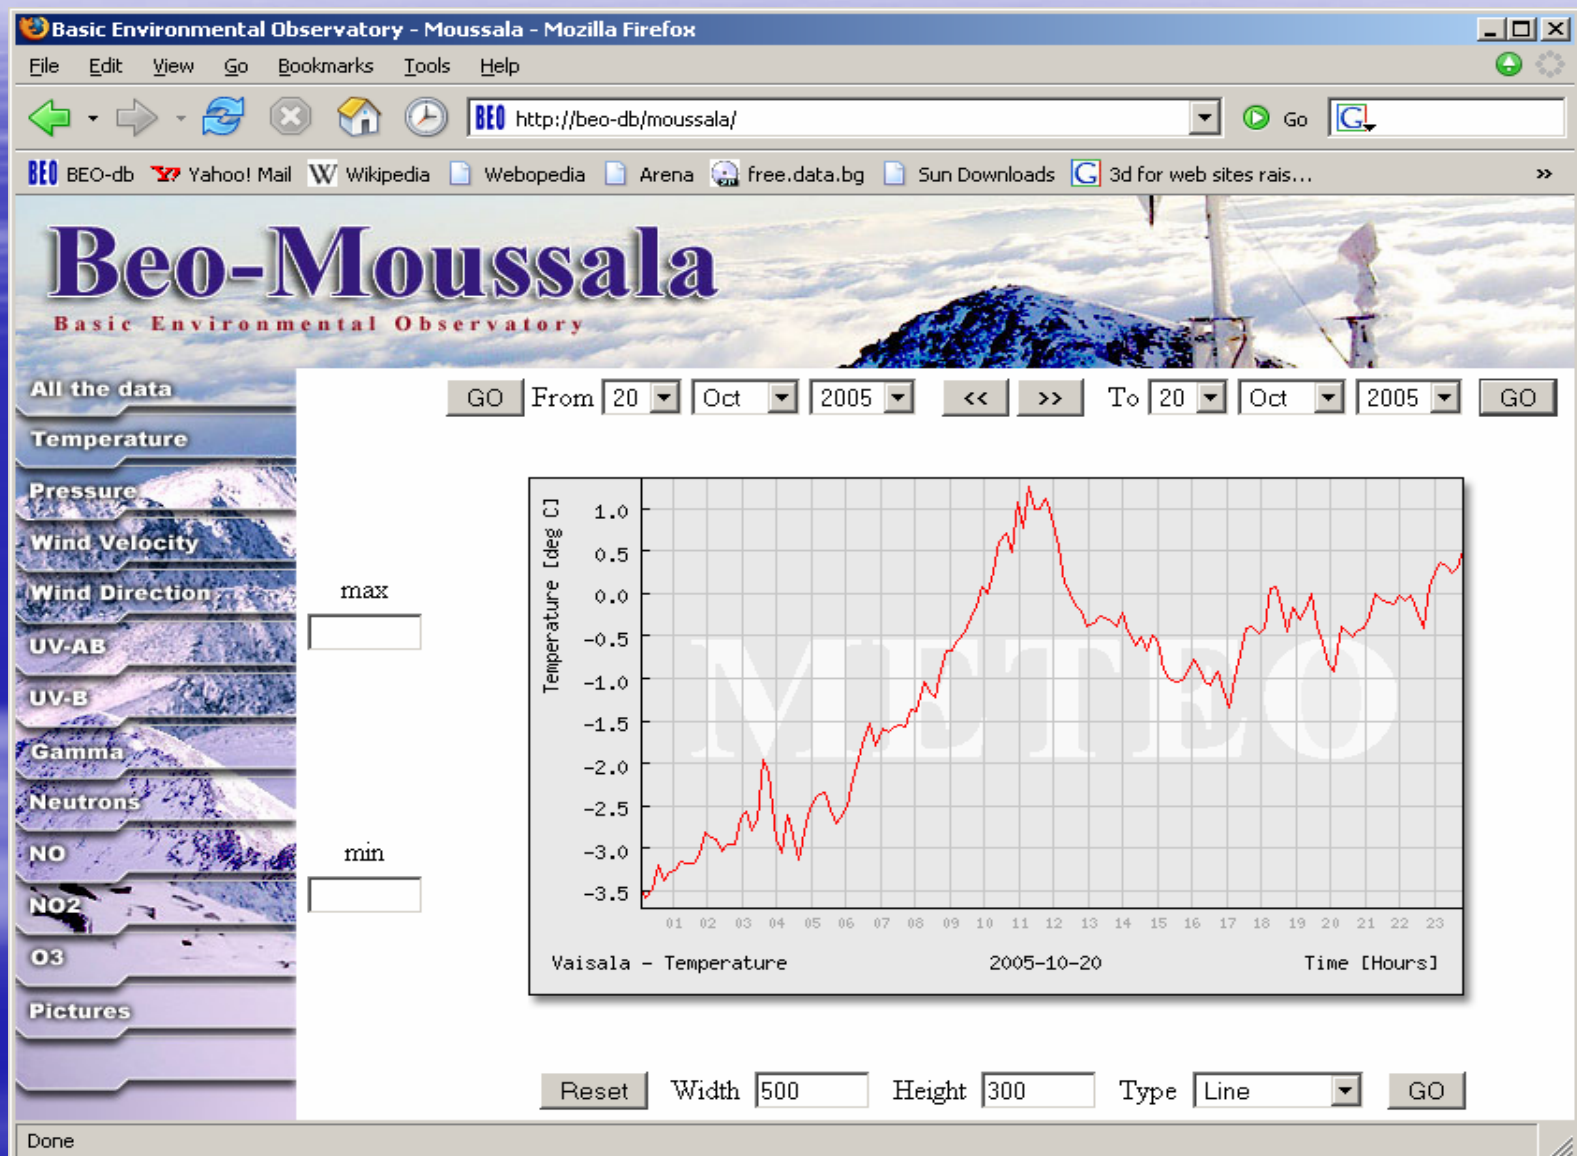 Basic Environmental Observatory - Moussala - Mozilla Firefox
File Edit View Go Bookmarks Tools Help
BEO http://beo-db/moussala/ Go G
BEO BEO-db Y! Yahoo! Mail W Wikipedia Webopedia Arena free.data.bg Sun Downloads G 3d for web sites rais... »
Beo-Moussala
Basic Environmental Observatory
All the data
Temperature
Pressure
Wind Velocity
Wind Direction
UV-AB
UV-B
Gamma
Neutrons
NO
NO2
O3
Pictures
GO From 20 Oct 2005 << >> To 20 Oct 2005 GO
max
min
Temperature [deg C]
1.0
0.5
0.0
-0.5
-1.0
-1.5
-2.0
-2.5
-3.0
-3.5
METEO
01 02 03 04 05 06 07 08 09 10 11 12 13 14 15 16 17 18 19 20 21 22 23
Vaisala - Temperature 2005-10-20 Time [Hours]
Reset Width 500 Height 300 Type Line GO
Done